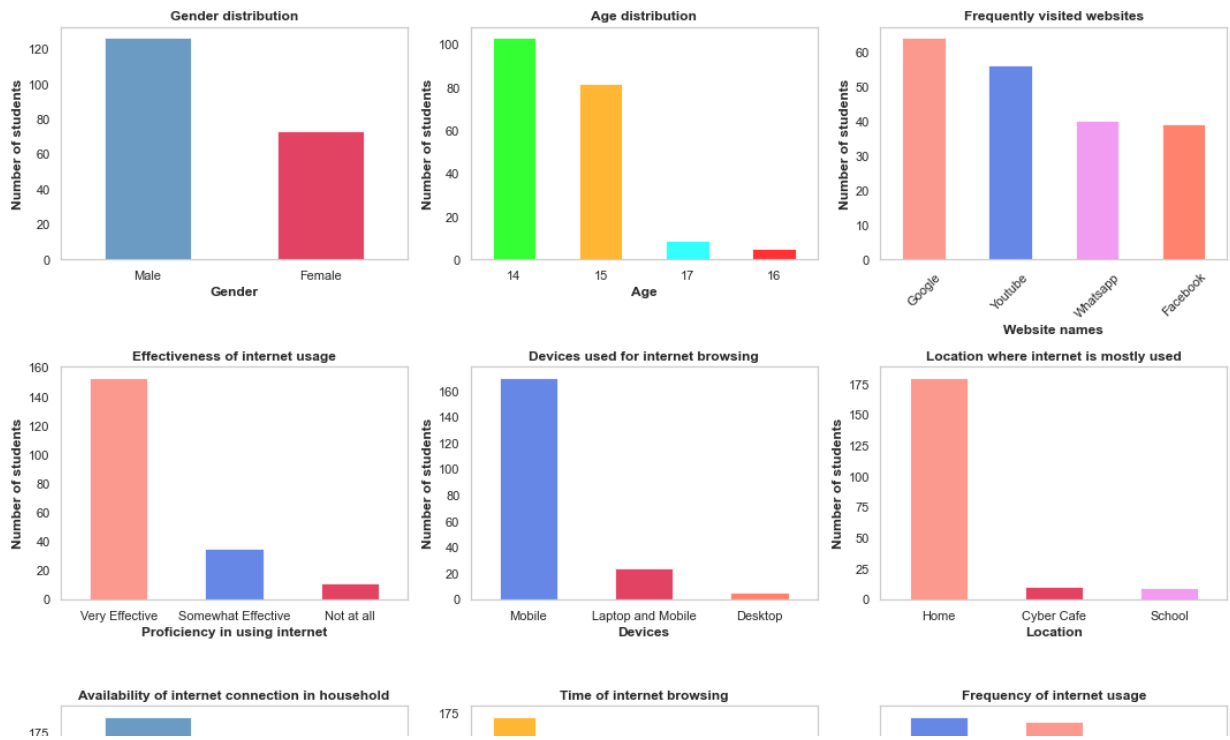 Gender distribution
120
100
80
60
40
20
0
Number of students
Male Female
Gender
Age distribution
100
80
60
40
20
0
Number of students
14 15 17 16
Age
Frequently visited websites
60
50
40
30
20
10
0
Number of students
Google Youtube Whatsapp Facebook
Website names
Effectiveness of internet usage
160
140
120
100
80
60
40
20
0
Number of students
Very Effective Somewhat Effective Not at all
Proficiency in using internet
Devices used for internet browsing
160
140
120
100
80
60
40
20
0
Number of students
Mobile Laptop and Mobile Desktop
Devices
Location where internet is mostly used
175
150
125
100
75
50
25
0
Number of students
Home Cyber Cafe School
Location
Availability of internet connection in household
175
Time of internet browsing
175
Frequency of internet usage